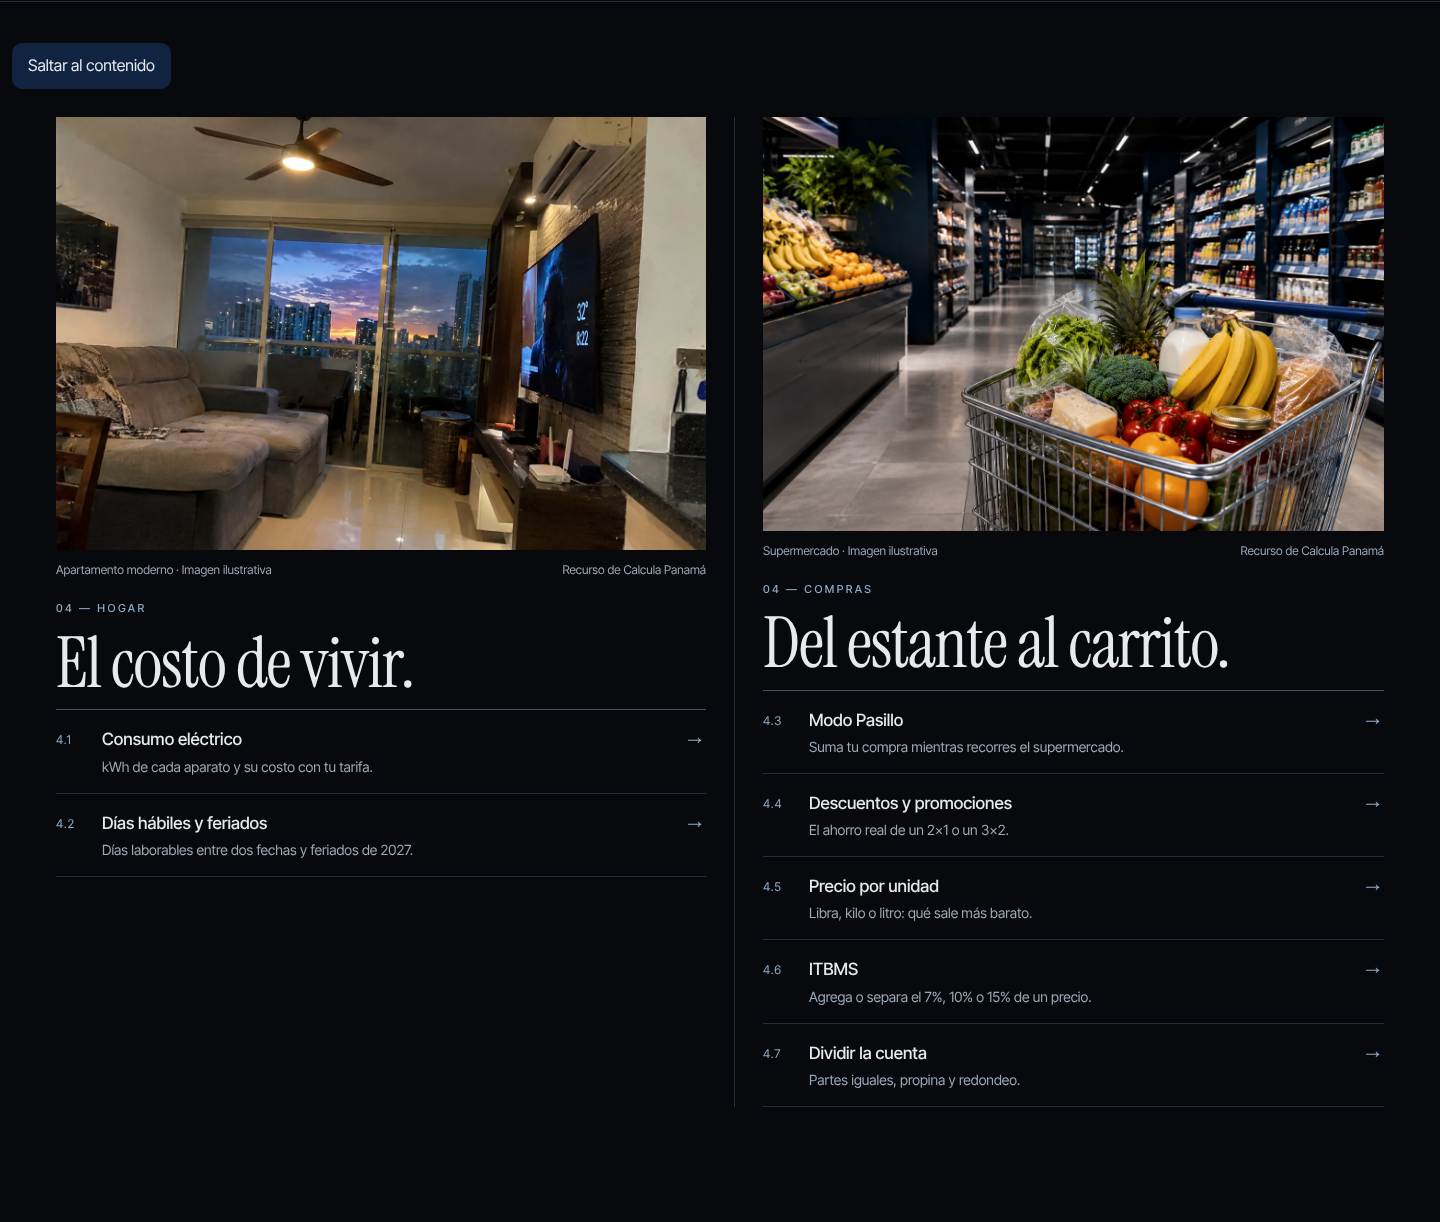 Saltar al contenido
32°
8:22
Apartamento moderno · Imagen ilustrativa
Recurso de Calcula Panamá
04 — HOGAR
El costo de vivir.
4.1
Consumo eléctrico
→
kWh de cada aparato y su costo con tu tarifa.
4.2
Días hábiles y feriados
→
Días laborables entre dos fechas y feriados de 2027.
Supermercado · Imagen ilustrativa
Recurso de Calcula Panamá
04 — COMPRAS
Del estante al carrito.
4.3
Modo Pasillo
→
Suma tu compra mientras recorres el supermercado.
4.4
Descuentos y promociones
→
El ahorro real de un 2×1 o un 3×2.
4.5
Precio por unidad
→
Libra, kilo o litro: qué sale más barato.
4.6
ITBMS
→
Agrega o separa el 7%, 10% o 15% de un precio.
4.7
Dividir la cuenta
→
Partes iguales, propina y redondeo.